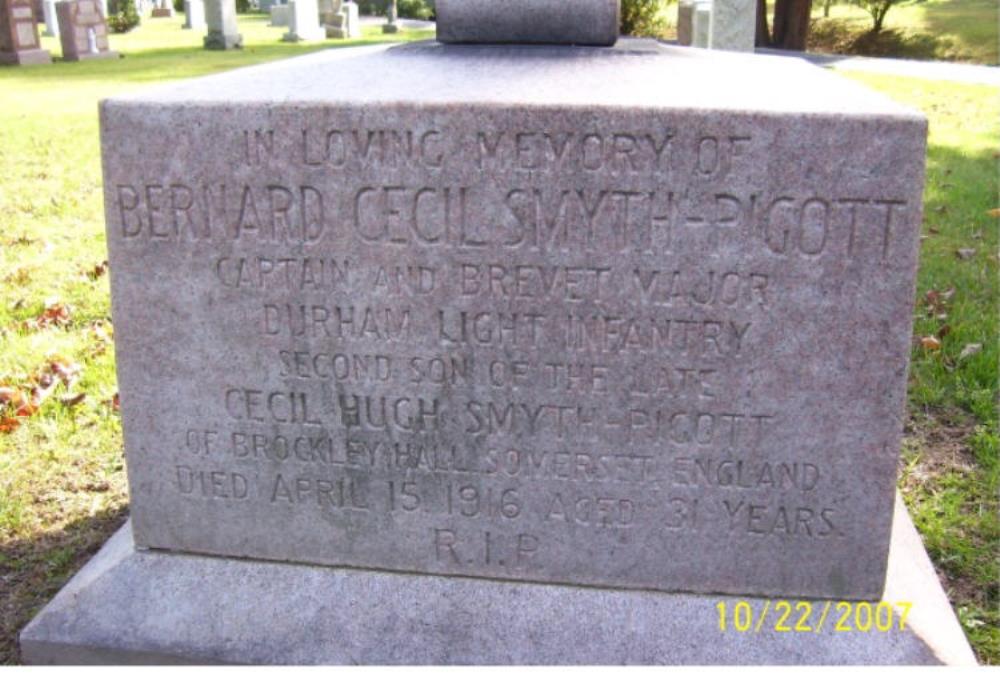 IN LOVING MEMORY OF
BERNARD CECIL SMYTH-PIGOTT
CAPTAIN AND BREVET MAJOR
DURHAM LIGHT INFANTRY
SECOND SON OF THE LATE
CECIL HUGH SMYTH-PIGOTT
OF BROCKLEY HALL SOMERSET, ENGLAND
DIED APRIL 15, 1916 AGED 31 YEARS.
R.I.P.
10/22/2007